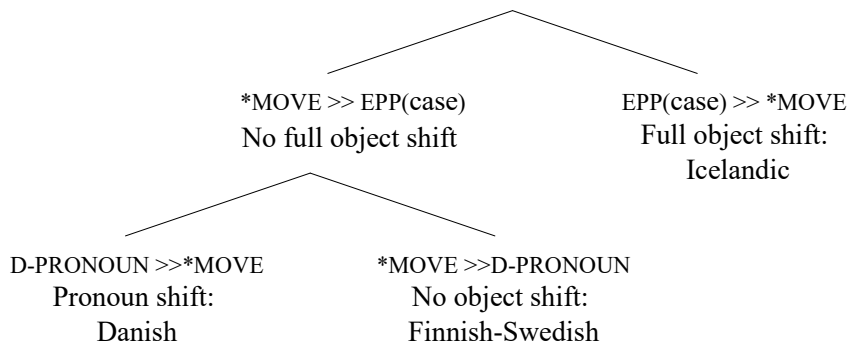 *MOVE >> EPP(case)
No full object shift
EPP(case) >> *MOVE
Full object shift:
Icelandic
D-PRONOUN >>*MOVE
Pronoun shift:
Danish
*MOVE >>D-PRONOUN
No object shift:
Finnish-Swedish